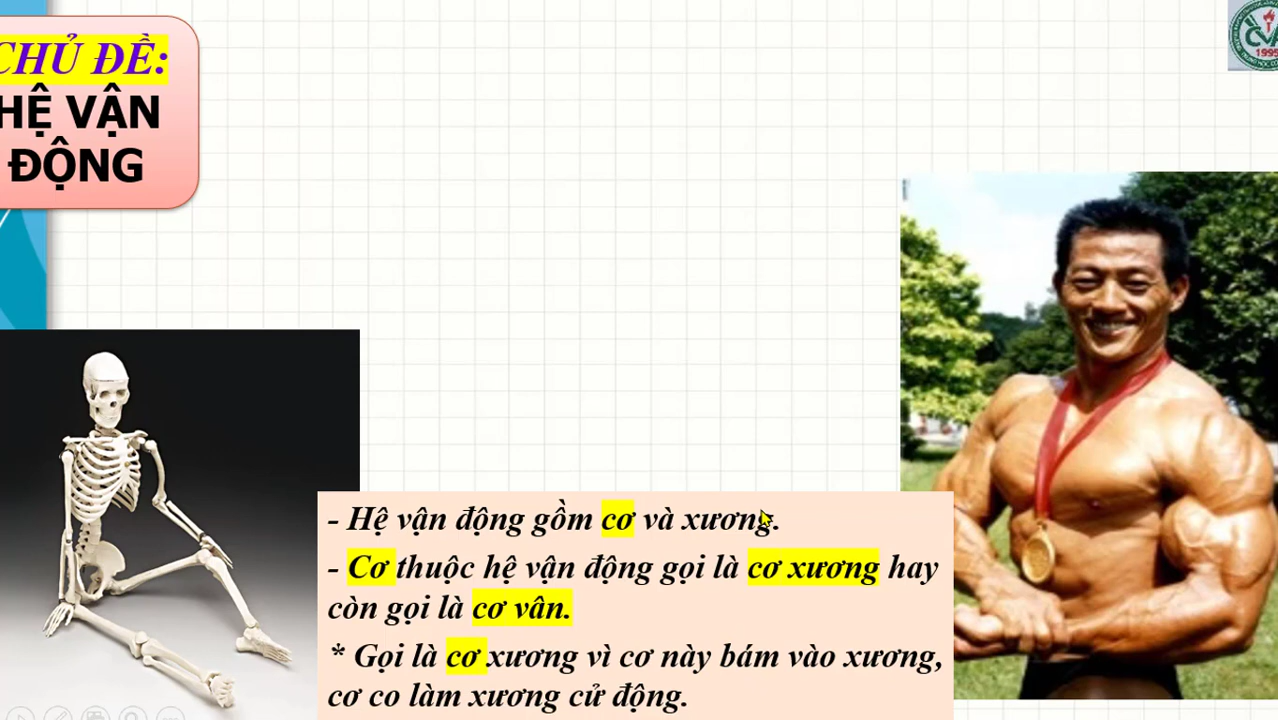 CHỦ ĐỀ:
HỆ VẬN
ĐỘNG
CVA
1995
- Hệ vận động gồm cơ và xương.
- Cơ thuộc hệ vận động gọi là cơ xương hay
còn gọi là cơ vân.
* Gọi là cơ xương vì cơ này bám vào xương,
cơ co làm xương cử động.